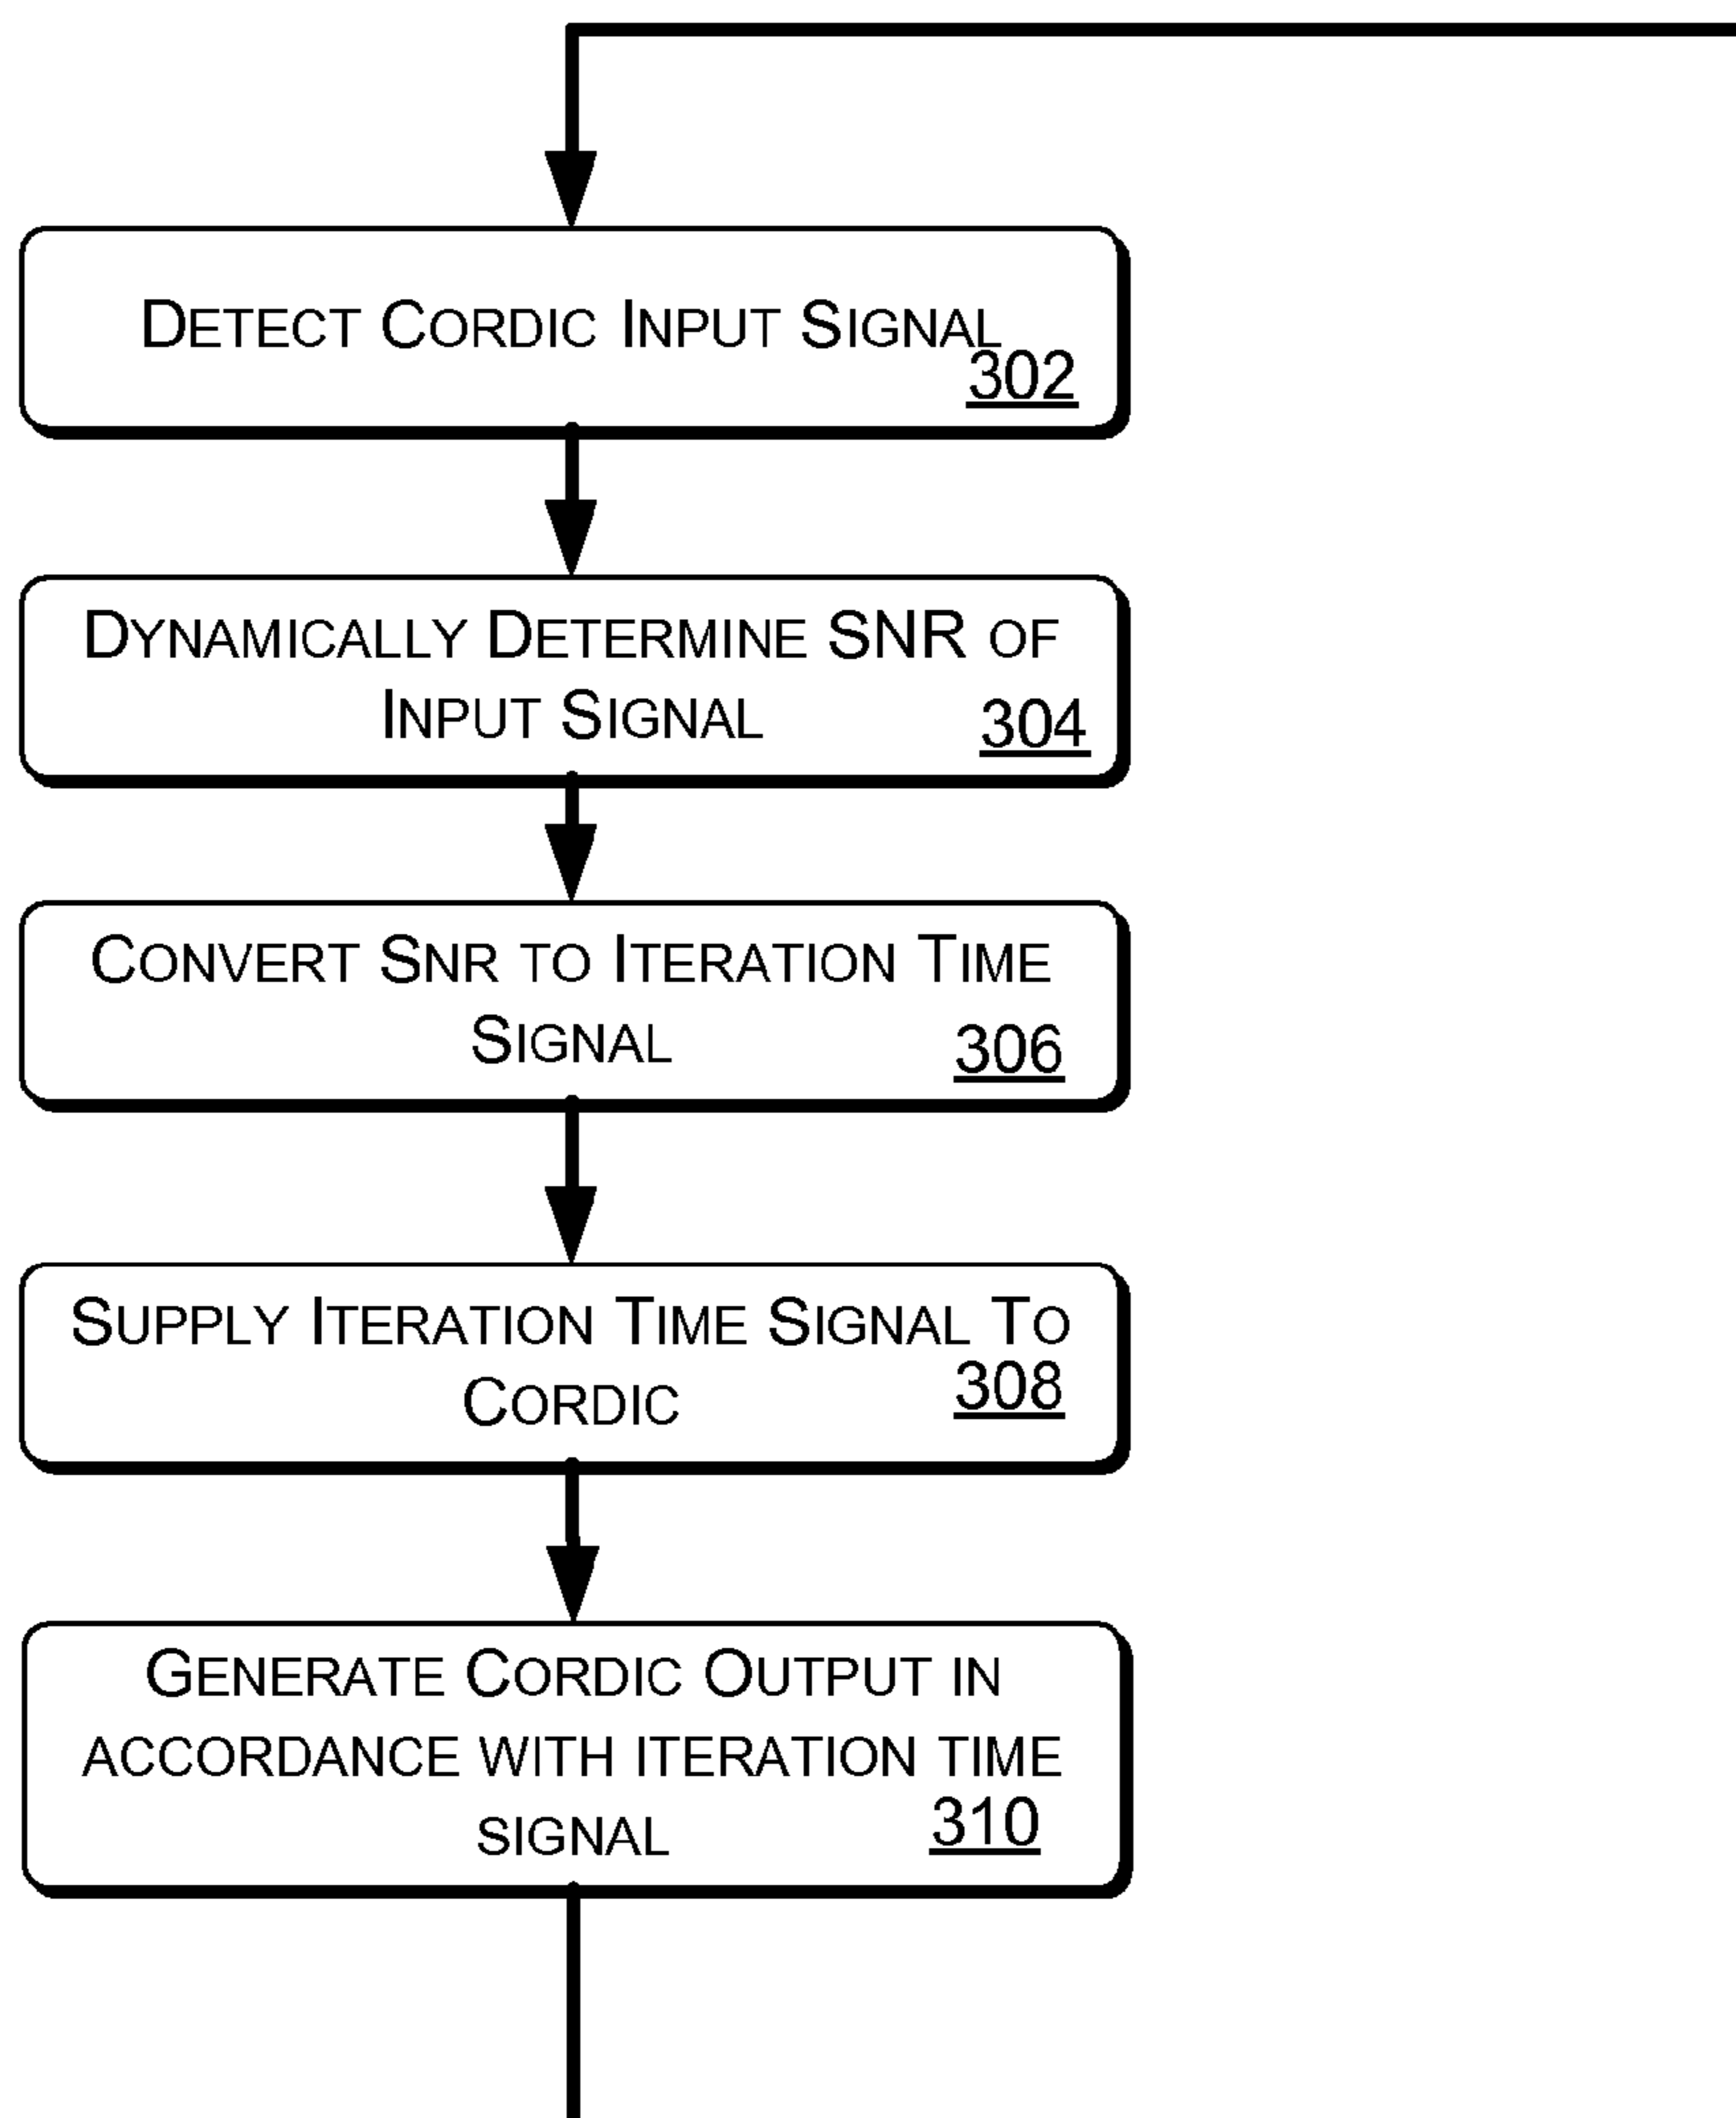 Detect Cordic Input Signal
302
Dynamically Determine SNR of
Input Signal 304
Convert Snr to Iteration Time
Signal 306
Supply Iteration Time Signal To
Cordic 308
Generate Cordic Output in
accordance with iteration time
signal 310